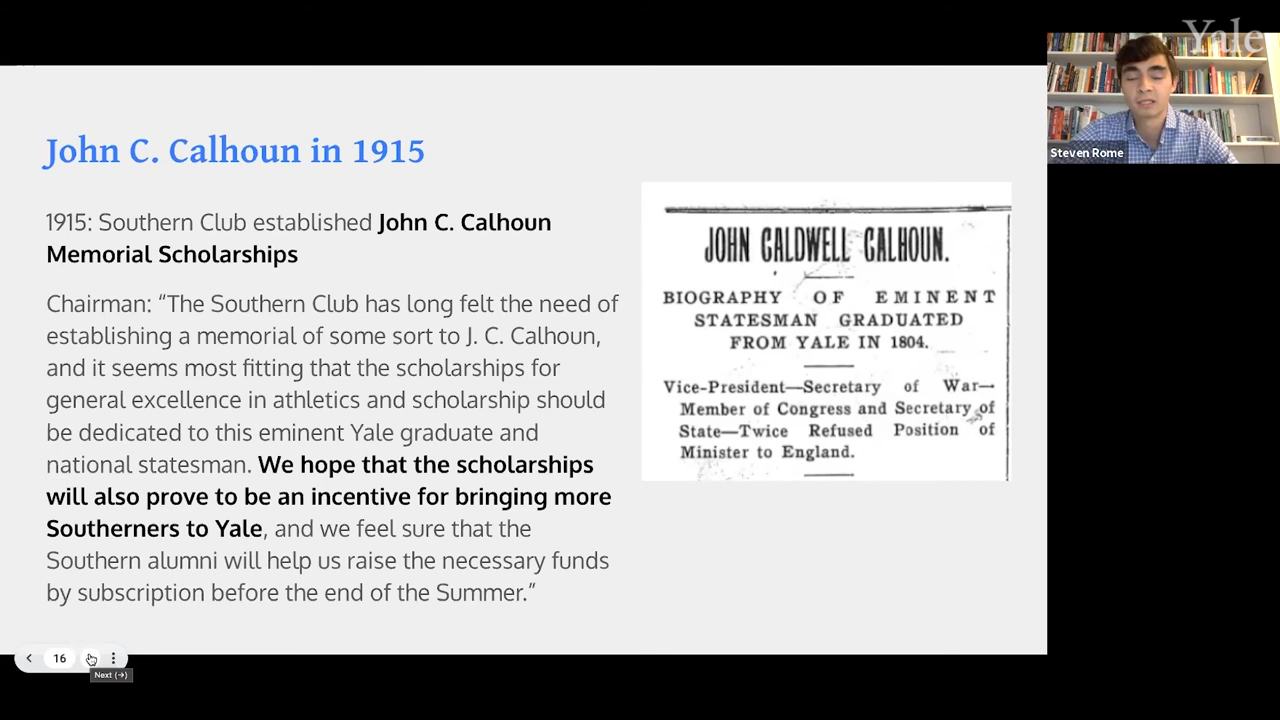 Yale
Steven Rome
John C. Calhoun in 1915
1915: Southern Club established John C. Calhoun
Memorial Scholarships
Chairman: “The Southern Club has long felt the need of
establishing a memorial of some sort to J. C. Calhoun,
and it seems most fitting that the scholarships for
general excellence in athletics and scholarship should
be dedicated to this eminent Yale graduate and
national statesman. We hope that the scholarships
will also prove to be an incentive for bringing more
Southerners to Yale, and we feel sure that the
Southern alumni will help us raise the necessary funds
by subscription before the end of the Summer.”
JOHN CALDWELL CALHOUN.
BIOGRAPHY OF EMINENT
STATESMAN GRADUATED
FROM YALE IN 1804.
Vice-President—Secretary of War—
Member of Congress and Secretary of
State—Twice Refused Position of
Minister to England.
16
Next (→)